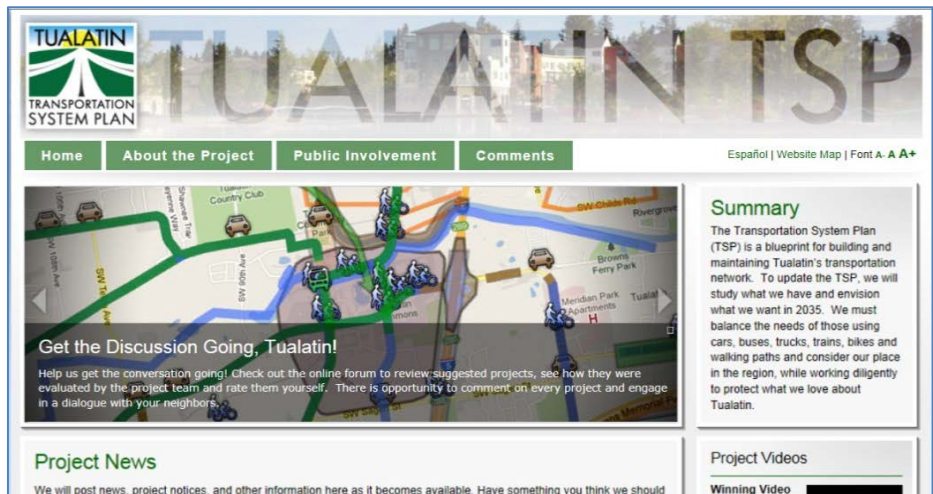 TUALATIN
TRANSPORTATION
SYSTEM PLAN
TUALATIN TSP
Home
About the Project
Public Involvement
Comments
Español | Website Map | Font A- A A+
Country Club
SW 108th Ave
SW 90th Ave
SW Childs Rd
Rivergrove
Browns
Ferry Park
Meridian Park
Apartments
H
Get the Discussion Going, Tualatin!
Help us get the conversation going! Check out the online forum to review suggested projects, see how they were
evaluated by the project team and rate them yourself. There is opportunity to comment on every project and engage
in a dialogue with your neighbors.
Summary
The Transportation System Plan
(TSP) is a blueprint for building and
maintaining Tualatin's transportation
network. To update the TSP, we will
study what we have and envision
what we want in 2035. We must
balance the needs of those using
cars, buses, trucks, trains, bikes and
walking paths and consider our place
in the region, while working diligently
to protect what we love about
Tualatin.
Project News
We will post news, project notices, and other information here as it becomes available. Have something you think we should
Project Videos
Winning Video